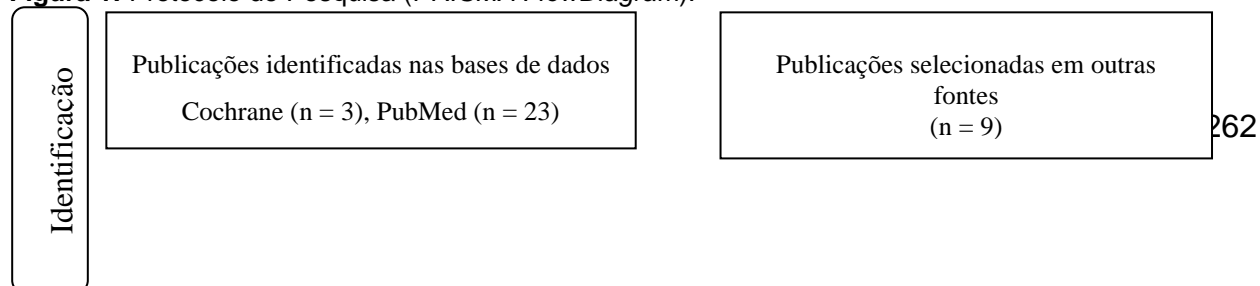 Publicações identificadas nas bases de dados
Cochrane (n = 3), PubMed (n = 23)
Publicações selecionadas em outras
fontes
(n = 9)
262
Identificação